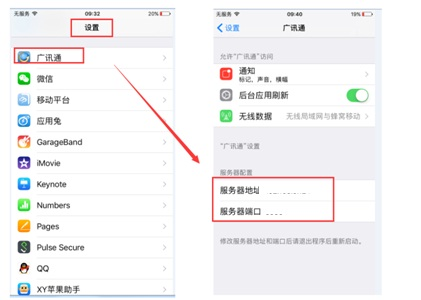 无服务 09:32 20%
设置
广讯通
微信
移动平台
应用兔
GarageBand
iMovie
Keynote
Numbers
Pages
Pulse Secure
QQ
XY苹果助手
无服务 09:40 19%
设置 广讯通
允许“广讯通”访问
通知
标记、声音、横幅
后台应用刷新
无线数据 无线局域网与蜂窝移动
“广讯通”设置
服务器配置
服务器地址
服务器端口
修改服务器地址和端口后请退出程序后重新启动。